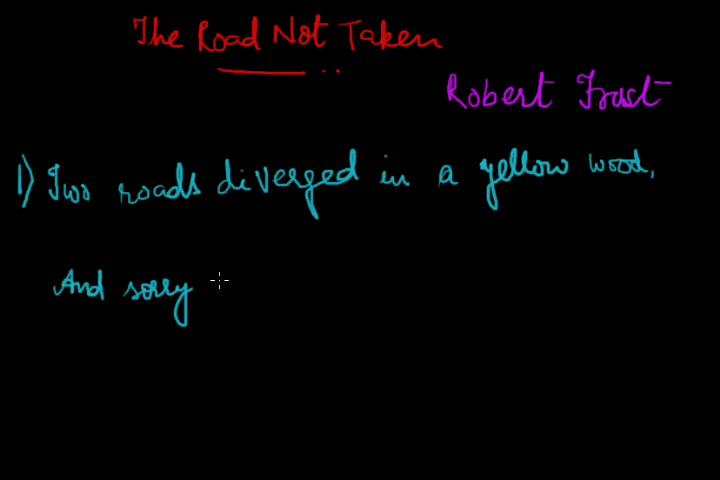 The Road Not Taken
Robert Frost
1) Two roads diverged in a yellow wood,
And sorry